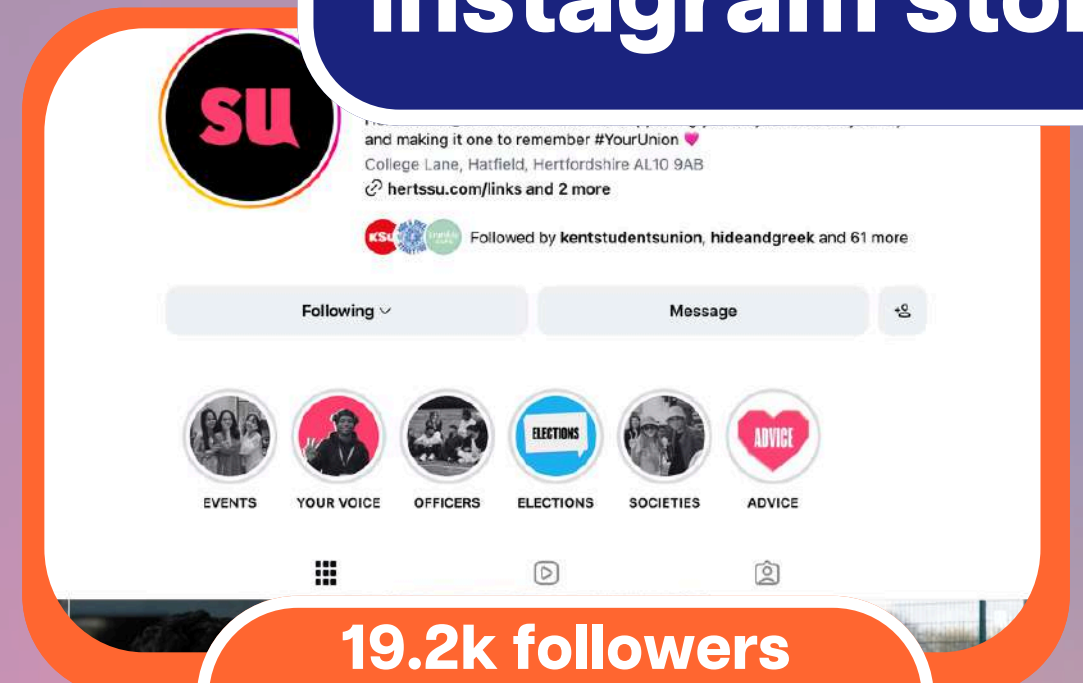 Instagram sto
SU
and making it one to remember #YourUnion 💗
College Lane, Hatfield, Hertfordshire AL10 9AB
hertssu.com/links and 2 more
KSU
Followed by kentstudentsunion, hideandgreek and 61 more
Following
Message
ELECTIONS
ADVICE
EVENTS
YOUR VOICE
OFFICERS
ELECTIONS
SOCIETIES
ADVICE
19.2k followers